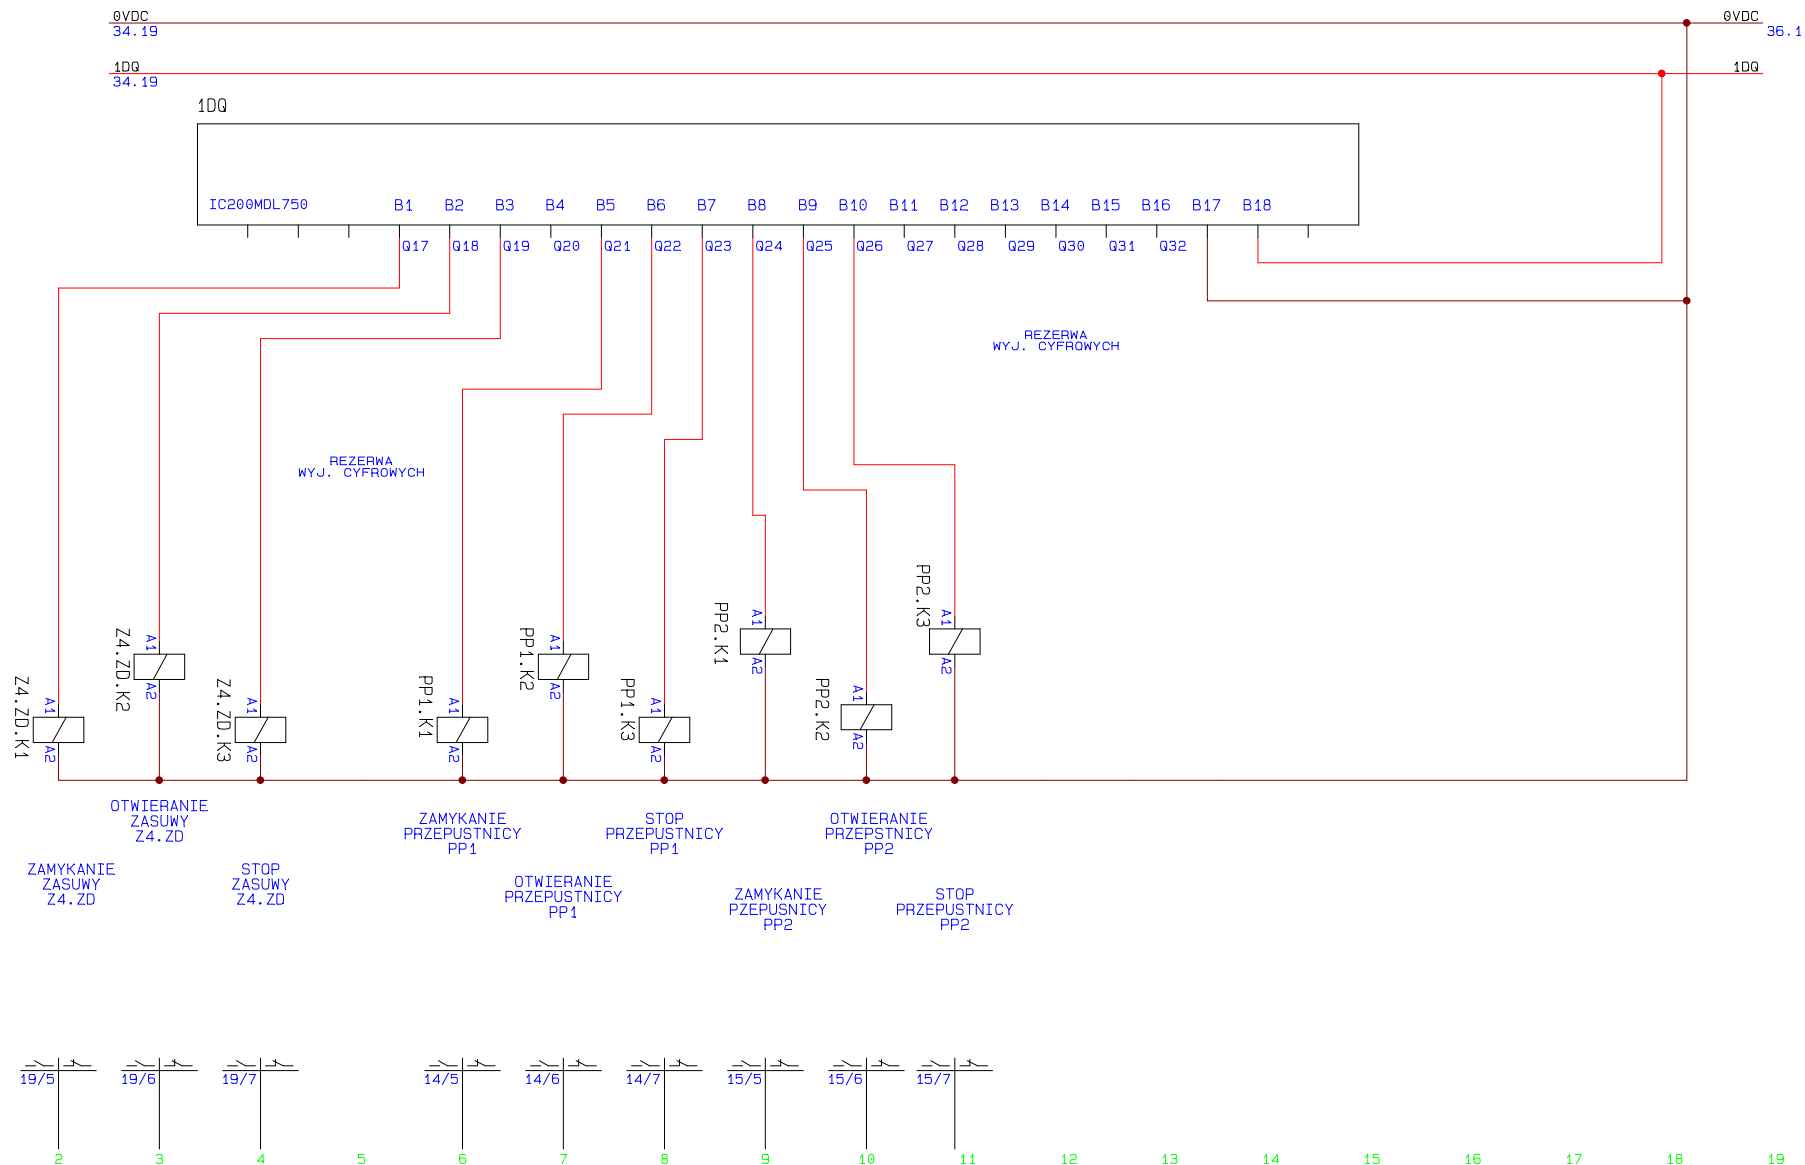 0VDC
0VDC
34.19
36.1
1DQ
1DQ
34.19
1DQ
IC200MDL750 B1 B2 B3 B4 B5 B6 B7 B8 B9 B10 B11 B12 B13 B14 B15 B16 B17 B18
Q17 Q18 Q19 Q20 Q21 Q22 Q23 Q24 Q25 Q26 Q27 Q28 Q29 Q30 Q31 Q32
REZERWA
WYJ. CYFROWYCH
REZERWA
WYJ. CYFROWYCH
Z4.ZD.K1
A1
A2
Z4.ZD.K2
A1
A2
Z4.ZD.K3
A1
A2
PP1.K1
A1
A2
PP1.K2
A1
A2
PP1.K3
A1
A2
PP2.K1
A1
A2
PP2.K2
A1
A2
PP2.K3
A1
A2
ZAMYKANIE
ZASUWY
Z4.ZD
OTWIERANIE
ZASUWY
Z4.ZD
STOP
ZASUWY
Z4.ZD
ZAMYKANIE
PRZEPUSTNICY
PP1
OTWIERANIE
PRZEPUSTNICY
PP1
STOP
PRZEPUSTNICY
PP1
ZAMYKANIE
PZEPUSNICY
PP2
OTWIERANIE
PRZEPSTNICY
PP2
STOP
PRZEPUSTNICY
PP2
19/5 19/6 19/7 14/5 14/6 14/7 15/5 15/6 15/7
2 3 4 5 6 7 8 9 10 11 12 13 14 15 16 17 18 19